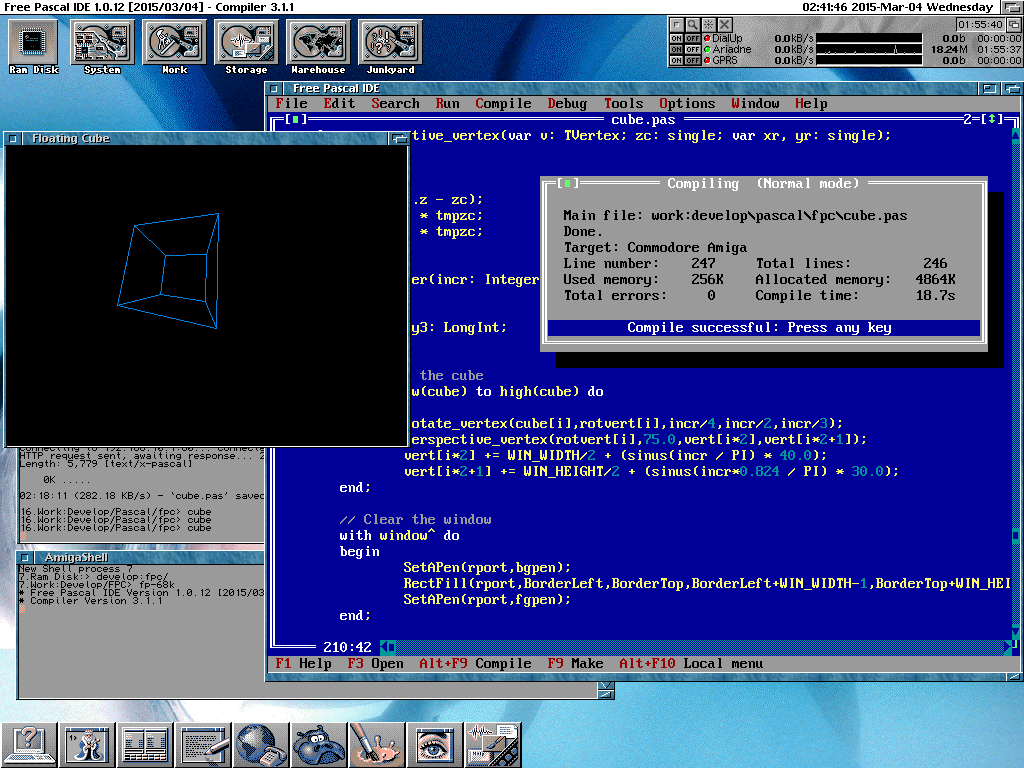 Free Pascal IDE 1.0.12 [2015/03/04] - Compiler 3.1.1
02:41:46 2015-Mar-04 Wednesday
Ram Disk
System
Work
Storage
Warehouse
Junkyard
01:55:40
ON OFF DialUp 0.0kB/s 0.0b 00:00:00
ON OFF Ariadne 0.0kB/s 18.24M 01:55:37
ON OFF GPRS 0.0kB/s 0.0b 00:00:00
Free Pascal IDE
File Edit Search Run Compile Debug Tools Options Window Help
[■] cube.pas 2=[↕]
tive_vertex(var v: TVertex; zc: single; var xr, yr: single);
.z - zc);
* tmpzc;
* tmpzc;
er(incr: Integer
y3: LongInt;
the cube
w(cube) to high(cube) do
otate_vertex(cube[i],rotvert[i],incr/4,incr/2,incr/3);
erspective_vertex(rotvert[i],75.0,vert[i*2],vert[i*2+1]);
vert[i*2] += WIN_WIDTH/2 + (sinus(incr / PI) * 40.0);
vert[i*2+1] += WIN_HEIGHT/2 + (sinus(incr*0.824 / PI) * 30.0);
end;
// Clear the window
with window^ do
begin
SetAPen(rport,bgpen);
RectFill(rport,BorderLeft,BorderTop,BorderLeft+WIN_WIDTH-1,BorderTop+WIN_HEI
SetAPen(rport,fgpen);
end;
210:42
F1 Help F3 Open Alt+F9 Compile F9 Make Alt+F10 Local menu
[■] Compiling (Normal mode)
Main file: work:develop\pascal\fpc\cube.pas
Done.
Target: Commodore Amiga
Line number: 247 Total lines: 246
Used memory: 256K Allocated memory: 4864K
Total errors: 0 Compile time: 18.7s
Compile successful: Press any key
Floating Cube
HTTP request sent, awaiting response... 2
Length: 5,779 [text/x-pascal]
0K .....
02:18:11 (282.18 KB/s) - 'cube.pas' saved
16.Work:Develop/Pascal/fpc> cube
16.Work:Develop/Pascal/fpc> cube
16.Work:Develop/Pascal/fpc> cube
AmigaShell
New Shell process 7
7.Ram Disk:> develop:fpc/
7.Work:Develop/FPC> fp-68k
* Free Pascal IDE Version 1.0.12 [2015/03
* Compiler Version 3.1.1